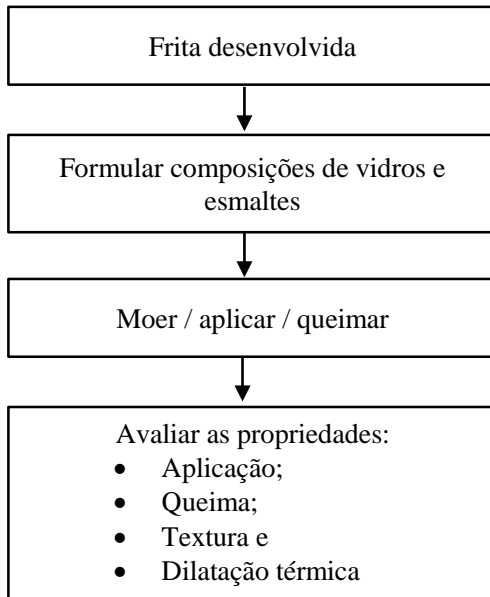 Frita desenvolvida
Formular composições de vidros e
esmaltes
Moer / aplicar / queimar
Avaliar as propriedades:
• Aplicação;
• Queima;
• Textura e
• Dilatação térmica